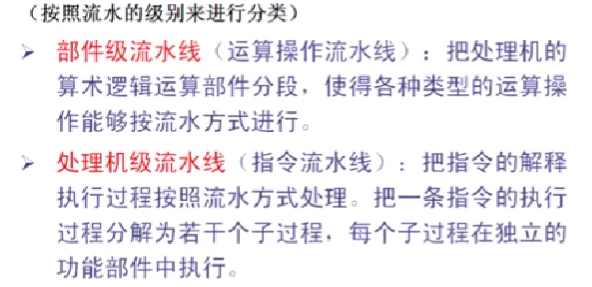 （按照流水的级别来进行分类）
➢ 部件级流水线（运算操作流水线）：把处理机的
算术逻辑运算部件分段，使得各种类型的运算操
作能够按流水方式进行。
➢ 处理机级流水线（指令流水线）：把指令的解释
执行过程按照流水方式处理。把一条指令的执行
过程分解为若干个子过程，每个子过程在独立的
功能部件中执行。